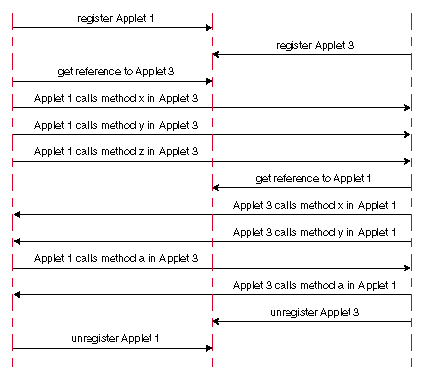 register Applet 1
register Applet 3
get reference to Applet 3
Applet 1 calls method x in Applet 3
Applet 1 calls method y in Applet 3
Applet 1 calls method z in Applet 3
get reference to Applet 1
Applet 3 calls method x in Applet 1
Applet 3 calls method y in Applet 1
Applet 1 calls method a in Applet 3
Applet 3 calls method a in Applet 1
unregister Applet 3
unregister Applet 1